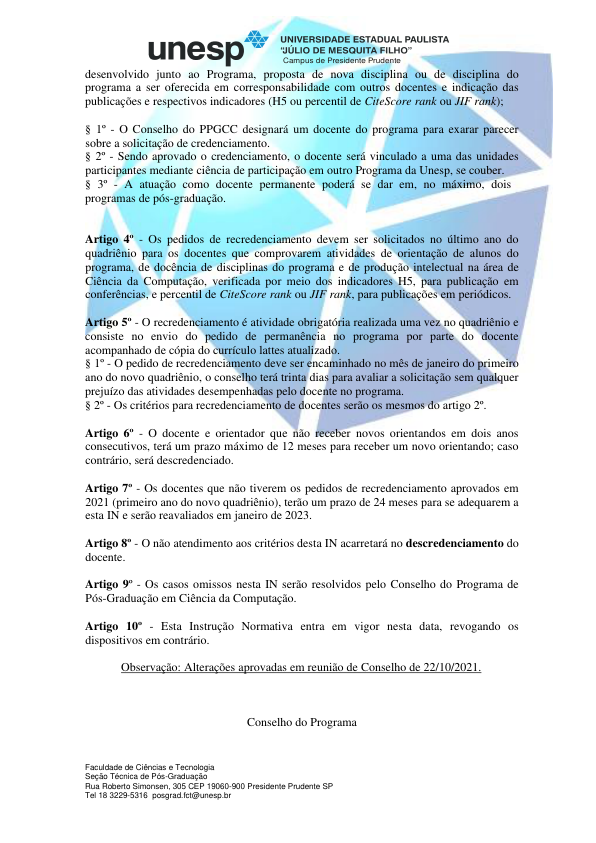 unesp
UNIVERSIDADE ESTADUAL PAULISTA
"JÚLIO DE MESQUITA FILHO"
Campus de Presidente Prudente
desenvolvido junto ao Programa, proposta de nova disciplina ou de disciplina do
programa a ser oferecida em corresponsabilidade com outros docentes e indicação das
publicações e respectivos indicadores (H5 ou percentil de CiteScore rank ou JIF rank);
§ 1º - O Conselho do PPGCC designará um docente do programa para exarar parecer
sobre a solicitação de credenciamento.
§ 2º - Sendo aprovado o credenciamento, o docente será vinculado a uma das unidades
participantes mediante ciência de participação em outro Programa da Unesp, se couber.
§ 3º - A atuação como docente permanente poderá se dar em, no máximo, dois
programas de pós-graduação.
Artigo 4º - Os pedidos de recredenciamento devem ser solicitados no último ano do
quadriênio para os docentes que comprovarem atividades de orientação de alunos do
programa, de docência de disciplinas do programa e de produção intelectual na área de
Ciência da Computação, verificada por meio dos indicadores H5, para publicação em
conferências, e percentil de CiteScore rank ou JIF rank, para publicações em periódicos.
Artigo 5º - O recredenciamento é atividade obrigatória realizada uma vez no quadriênio e
consiste no envio do pedido de permanência no programa por parte do docente
acompanhado de cópia do currículo lattes atualizado.
§ 1º - O pedido de recredenciamento deve ser encaminhado no mês de janeiro do primeiro
ano do novo quadriênio, o conselho terá trinta dias para avaliar a solicitação sem qualquer
prejuízo das atividades desempenhadas pelo docente no programa.
§ 2º - Os critérios para recredenciamento de docentes serão os mesmos do artigo 2º.
Artigo 6º - O docente e orientador que não receber novos orientandos em dois anos
consecutivos, terá um prazo máximo de 12 meses para receber um novo orientando; caso
contrário, será descredenciado.
Artigo 7º - Os docentes que não tiverem os pedidos de recredenciamento aprovados em
2021 (primeiro ano do novo quadriênio), terão um prazo de 24 meses para se adequarem a
esta IN e serão reavaliados em janeiro de 2023.
Artigo 8º - O não atendimento aos critérios desta IN acarretará no descredenciamento do
docente.
Artigo 9º - Os casos omissos nesta IN serão resolvidos pelo Conselho do Programa de
Pós-Graduação em Ciência da Computação.
Artigo 10º - Esta Instrução Normativa entra em vigor nesta data, revogando os
dispositivos em contrário.
Observação: Alterações aprovadas em reunião de Conselho de 22/10/2021.
Conselho do Programa
Faculdade de Ciências e Tecnologia
Seção Técnica de Pós-Graduação
Rua Roberto Simonsen, 305 CEP 19060-900 Presidente Prudente SP
Tel 18 3229-5316 posgrad.fct@unesp.br